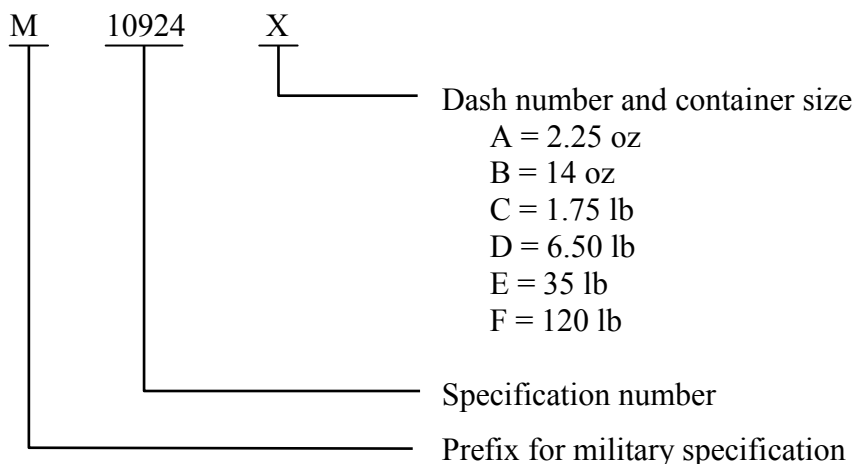 M 10924 X
Dash number and container size
A = 2.25 oz
B = 14 oz
C = 1.75 lb
D = 6.50 lb
E = 35 lb
F = 120 lb
Specification number
Prefix for military specification